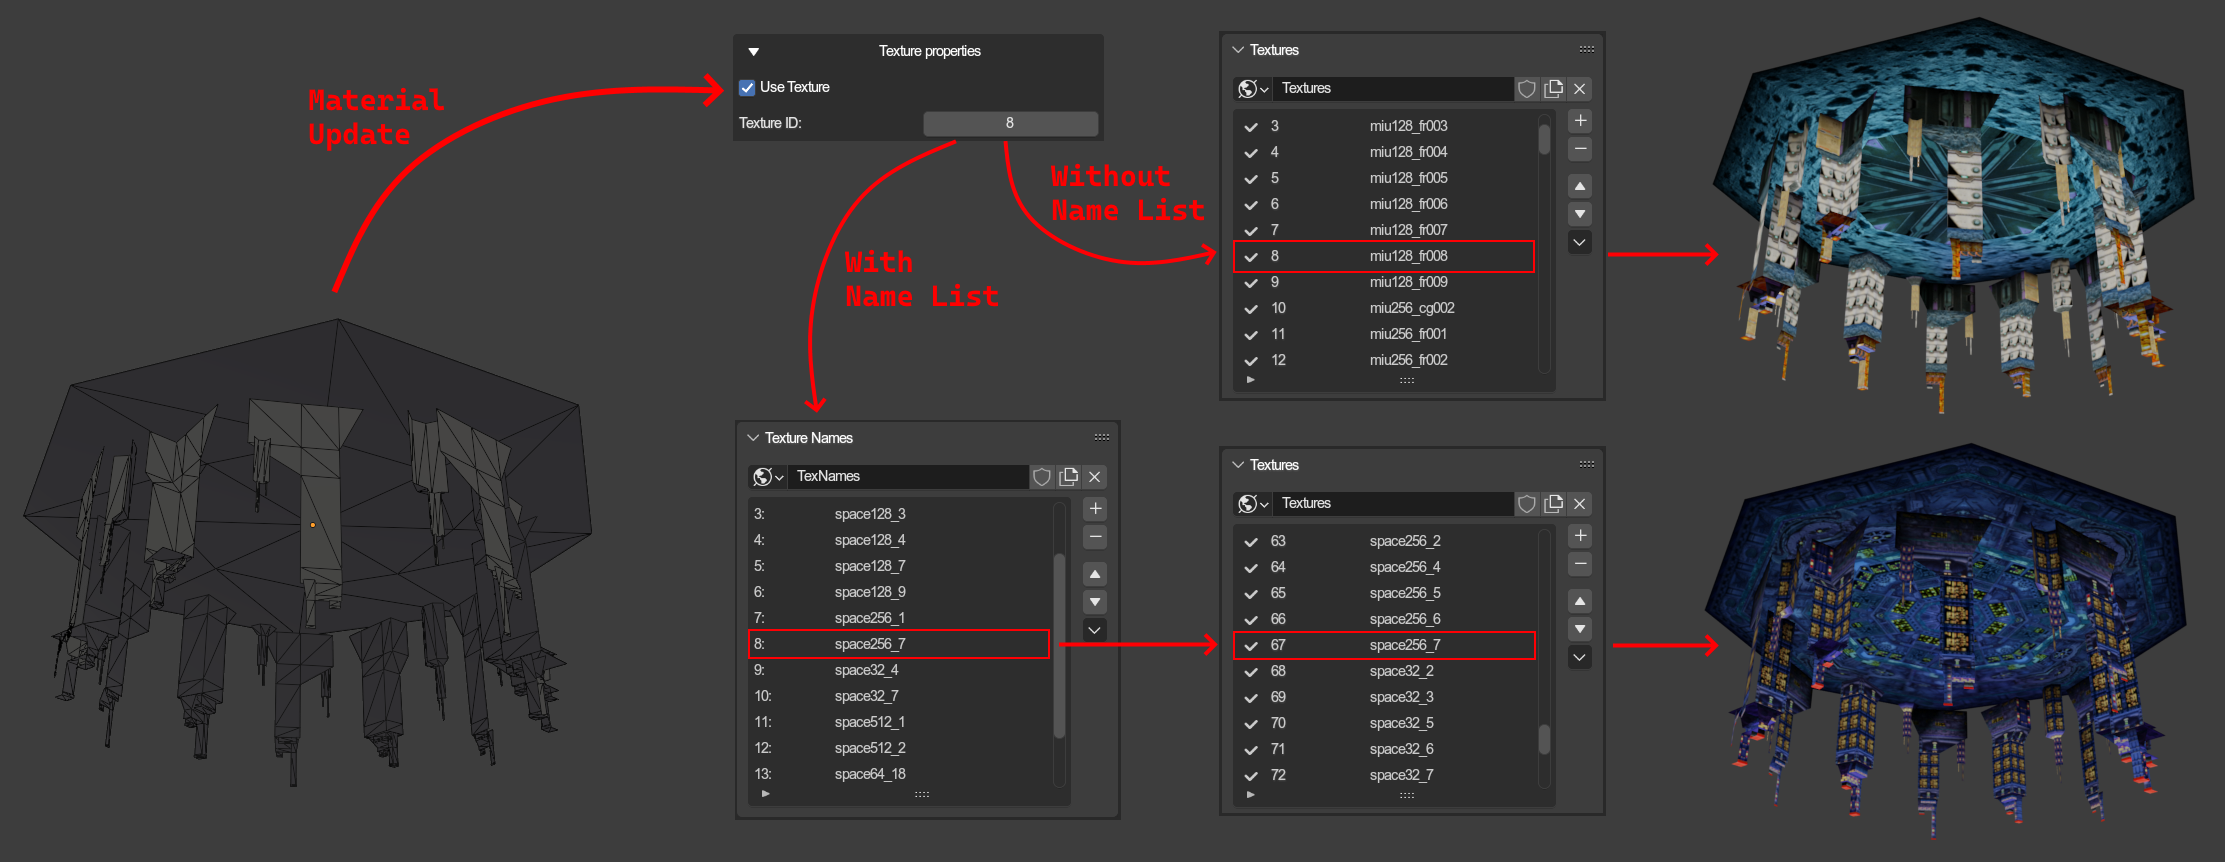 Material
Update
Texture properties
Use Texture
Texture ID:
8
Without
Name List
With
Name List
Textures
Textures
3 miu128_fr003
4 miu128_fr004
5 miu128_fr005
6 miu128_fr006
7 miu128_fr007
8 miu128_fr008
9 miu128_fr009
10 miu256_cg002
11 miu256_fr001
12 miu256_fr002
Texture Names
TexNames
3: space128_3
4: space128_4
5: space128_7
6: space128_9
7: space256_1
8: space256_7
9: space32_4
10: space32_7
11: space512_1
12: space512_2
13: space64_18
Textures
Textures
63 space256_2
64 space256_4
65 space256_5
66 space256_6
67 space256_7
68 space32_2
69 space32_3
70 space32_5
71 space32_6
72 space32_7